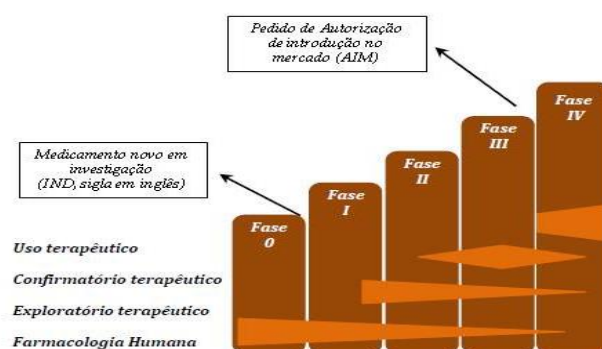 Pedido de Autorização
de introdução no
mercado (AIM)
Medicamento novo em
investigação
(IND, sigla em inglês)
Fase
0
Fase
I
Fase
II
Fase
III
Fase
IV
Uso terapêutico
Confirmatório terapêutico
Exploratório terapêutico
Farmacologia Humana